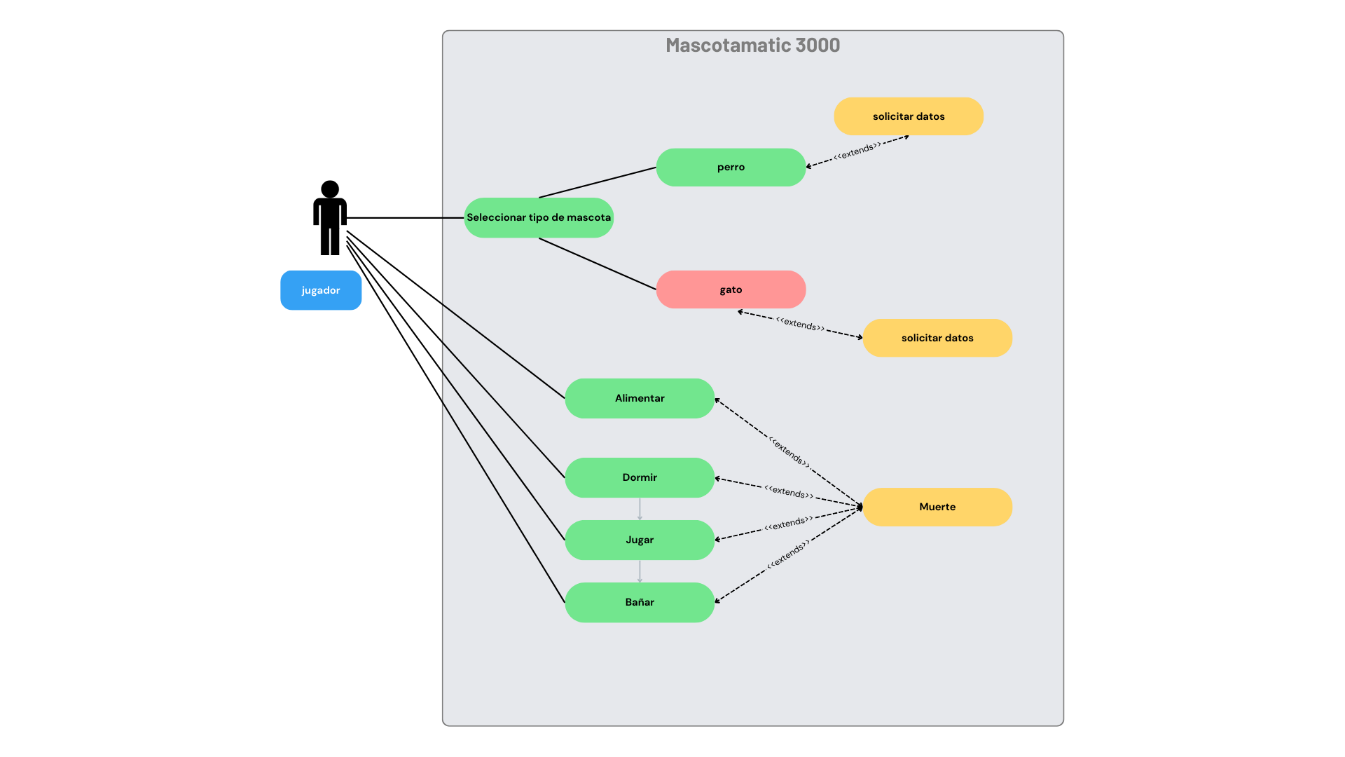 Mascotamatic 3000
solicitar datos
<<extends>>
perro
Seleccionar tipo de mascota
jugador
gato
<<extends>>
solicitar datos
Alimentar
<<extends>>
Dormir
<<extends>>
Muerte
<<extends>>
Jugar
<<extends>>
Bañar